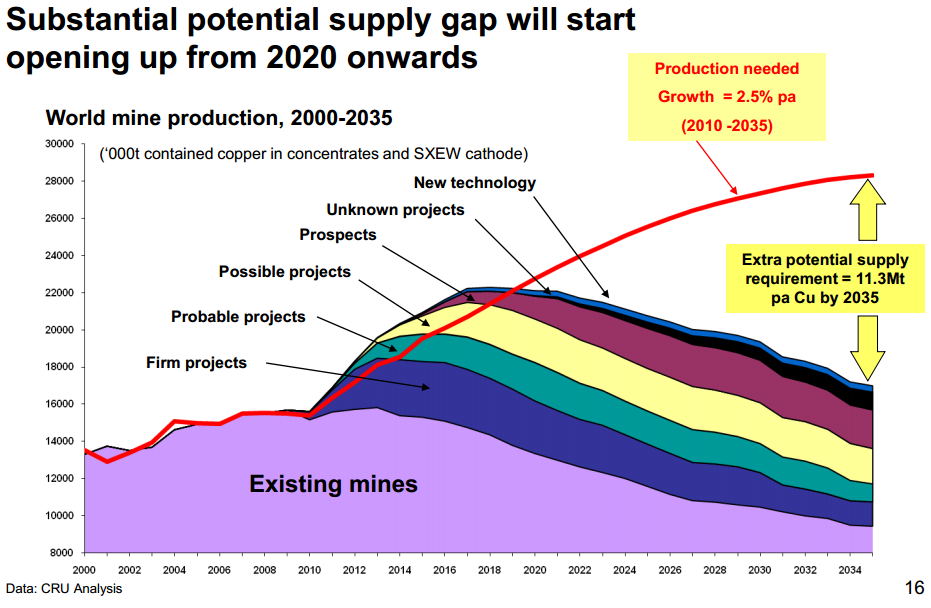 Substantial potential supply gap will start
opening up from 2020 onwards
Production needed
Growth = 2.5% pa
(2010 -2035)
World mine production, 2000-2035
(‘000t contained copper in concentrates and SXEW cathode)
30000
28000
26000
24000
22000
20000
18000
16000
14000
12000
10000
8000
New technology
Unknown projects
Prospects
Possible projects
Probable projects
Firm projects
Existing mines
Extra potential supply
requirement = 11.3Mt
pa Cu by 2035
2000 2002 2004 2006 2008 2010 2012 2014 2016 2018 2020 2022 2024 2026 2028 2030 2032 2034
Data: CRU Analysis
16